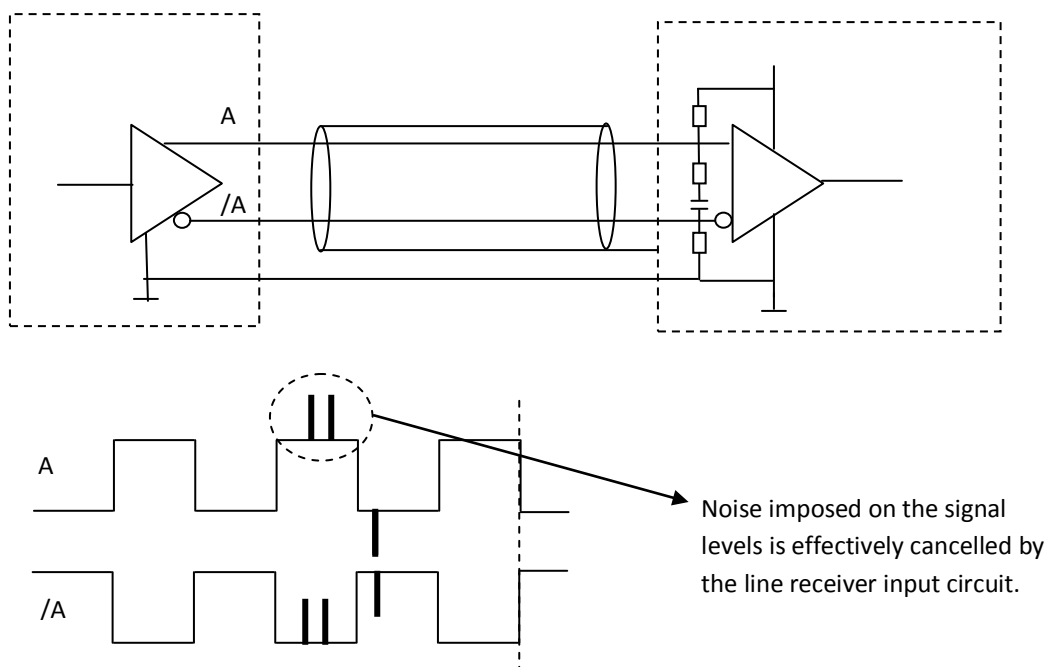 A
/A
A
/A
Noise imposed on the signal
levels is effectively cancelled by
the line receiver input circuit.